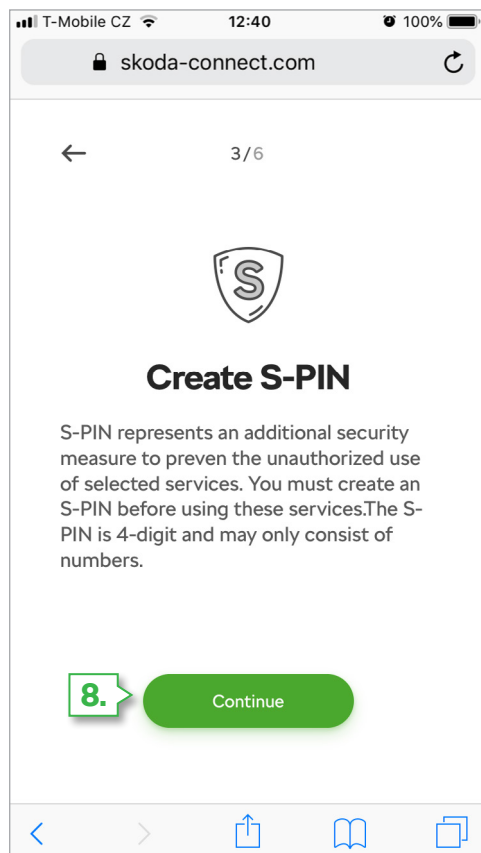 T-Mobile CZ 12:40 100%
skoda-connect.com
3/6
S
Create S-PIN
S-PIN represents an additional security
measure to preven the unauthorized use
of selected services. You must create an
S-PIN before using these services.The S-
PIN is 4-digit and may only consist of
numbers.
8. Continue